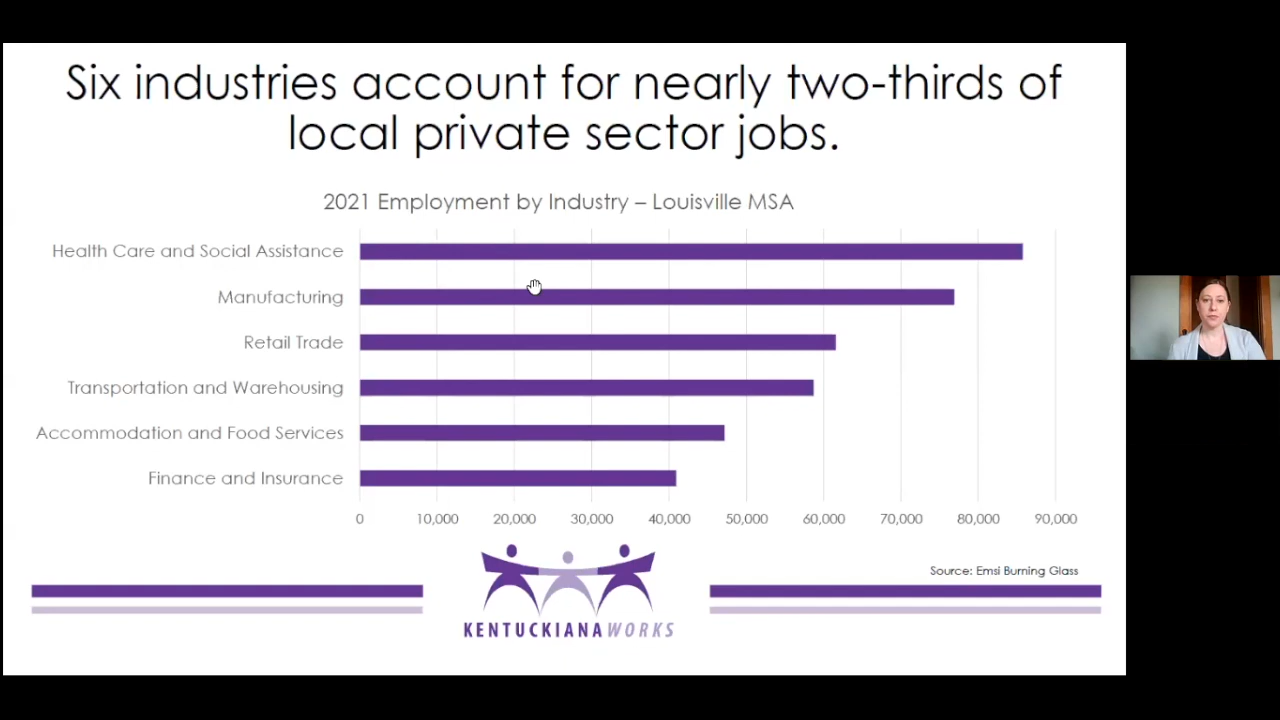 Six industries account for nearly two-thirds of
local private sector jobs.
2021 Employment by Industry – Louisville MSA
Health Care and Social Assistance
Manufacturing
Retail Trade
Transportation and Warehousing
Accommodation and Food Services
Finance and Insurance
0 10,000 20,000 30,000 40,000 50,000 60,000 70,000 80,000 90,000
Source: Emsi Burning Glass
KENTUCKIANAWORKS